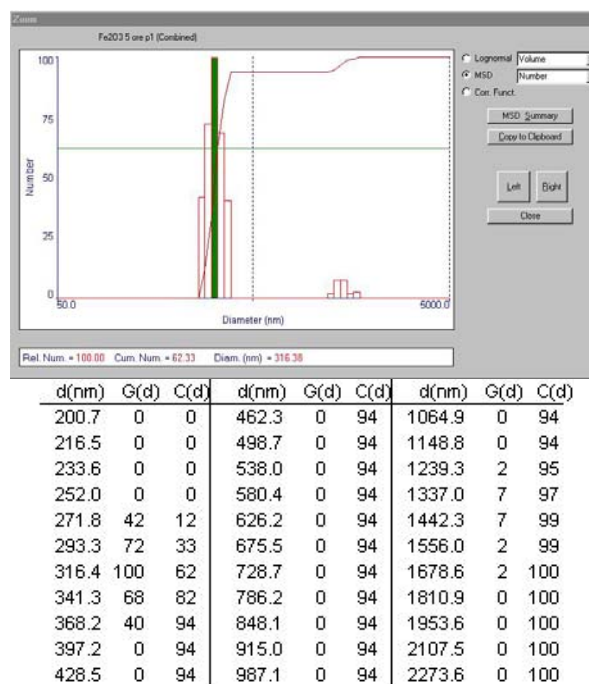 Zoom
Fe2O3 5 ore p1 (Combined)
100
75
50
25
0
Number
50.0
5000.0
Diameter (nm)
Lognormal
Volume
MSD
Number
Corr. Funct.
MSD Summary
Copy to Clipboard
Left
Right
Close
Rel. Num. = 100.00 Cum. Num. = 62.33 Diam. (nm) = 316.38
d(nm) G(d) C(d) d(nm) G(d) C(d) d(nm) G(d) C(d)
200.7 0 0 462.3 0 94 1064.9 0 94
216.5 0 0 498.7 0 94 1148.8 0 94
233.6 0 0 538.0 0 94 1239.3 2 95
252.0 0 0 580.4 0 94 1337.0 7 97
271.8 42 12 626.2 0 94 1442.3 7 99
293.3 72 33 675.5 0 94 1556.0 2 99
316.4 100 62 728.7 0 94 1678.6 2 100
341.3 68 82 786.2 0 94 1810.9 0 100
368.2 40 94 848.1 0 94 1953.6 0 100
397.2 0 94 915.0 0 94 2107.5 0 100
428.5 0 94 987.1 0 94 2273.6 0 100